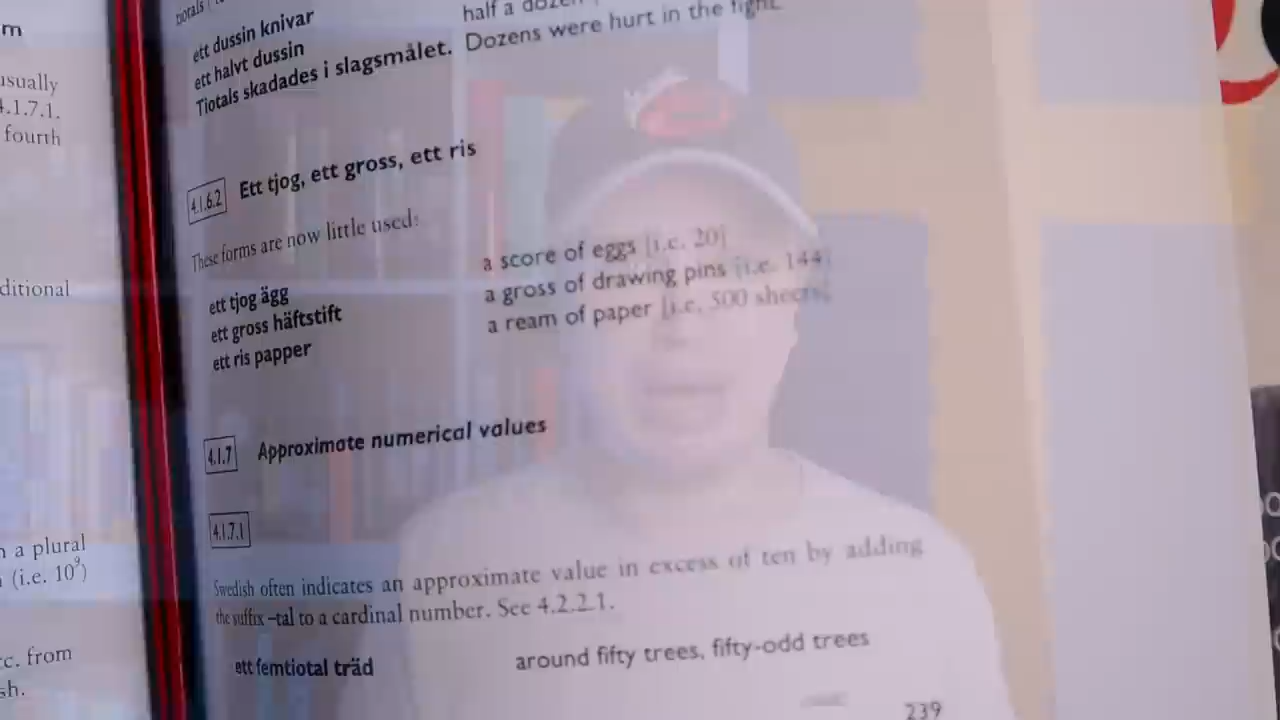 m
usually
4.1.7.1.
fourth
ditional
n a plural
(i.e. 10⁹)
tc. from
sh.
ett dussin knivar
ett halvt dussin
half a dozen
Tiotals skadades i slagsmålet. Dozens were hurt in the fight.
4.1.6.2 Ett tjog, ett gross, ett ris
These forms are now little used:
ett tjog ägg a score of eggs [i.e. 20]
ett gross häftstift a gross of drawing pins [i.e. 144]
ett ris papper a ream of paper [i.e. 500 sheets]
4.1.7 Approximate numerical values
4.1.7.1
Swedish often indicates an approximate value in excess of ten by adding
the suffix –tal to a cardinal number. See 4.2.2.1.
ett femtiotal träd around fifty trees, fifty-odd trees
239